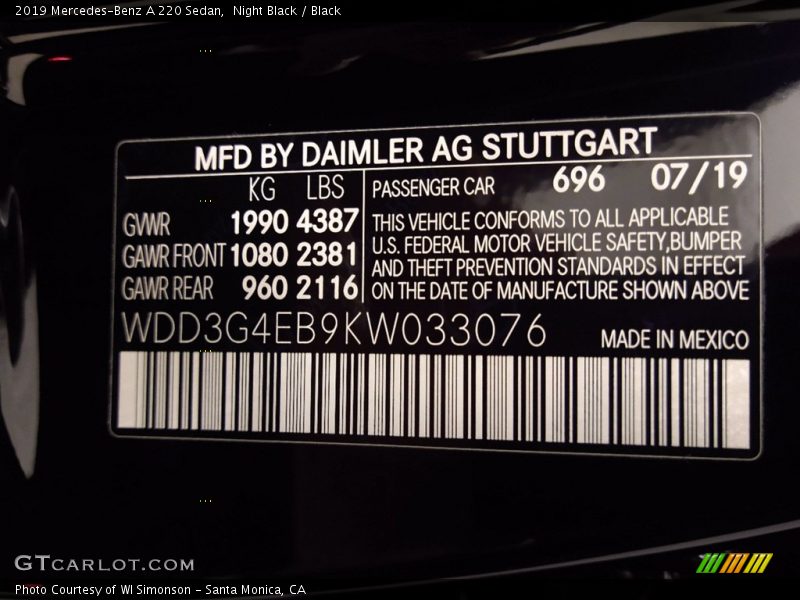 2019 Mercedes-Benz A 220 Sedan, Night Black / Black
MFD BY DAIMLER AG STUTTGART
KG LBS
GVWR 1990 4387
GAWR FRONT 1080 2381
GAWR REAR 960 2116
PASSENGER CAR 696 07/19
THIS VEHICLE CONFORMS TO ALL APPLICABLE
U.S. FEDERAL MOTOR VEHICLE SAFETY,BUMPER
AND THEFT PREVENTION STANDARDS IN EFFECT
ON THE DATE OF MANUFACTURE SHOWN ABOVE
WDD3G4EB9KW033076
MADE IN MEXICO
GTCARLOT.COM
Photo Courtesy of WI Simonson - Santa Monica, CA